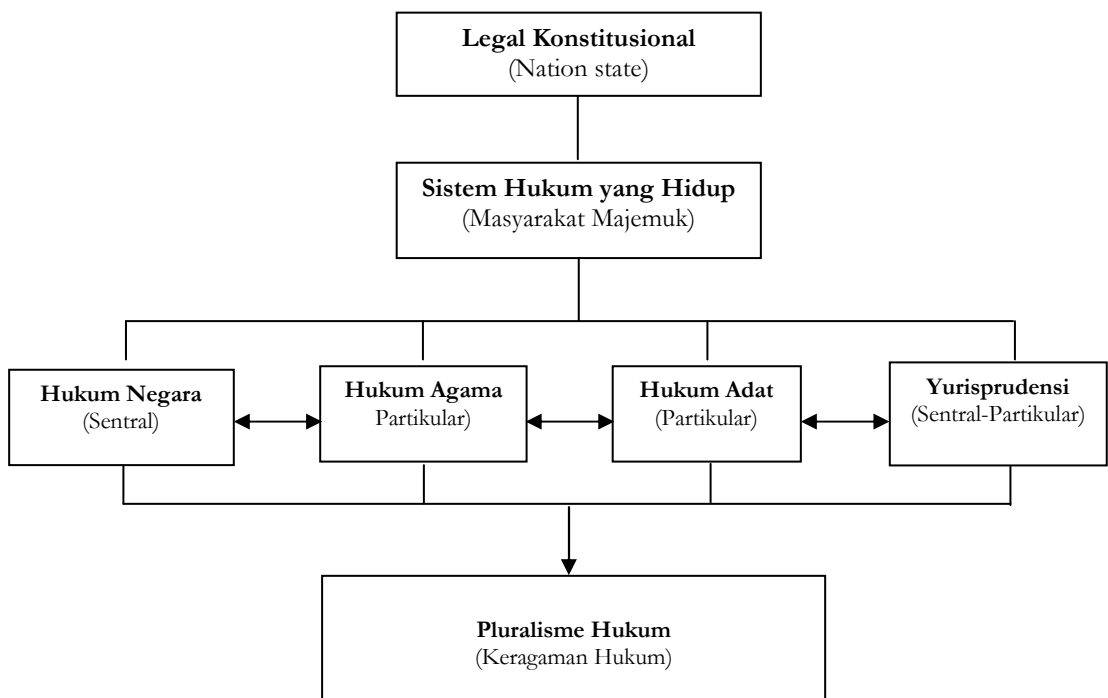 Legal Konstitusional
(Nation state)
Sistem Hukum yang Hidup
(Masyarakat Majemuk)
Hukum Negara
(Sentral)
Hukum Agama
Partikular)
Hukum Adat
(Partikular)
Yurisprudensi
(Sentral-Partikular)
Pluralisme Hukum
(Keragaman Hukum)